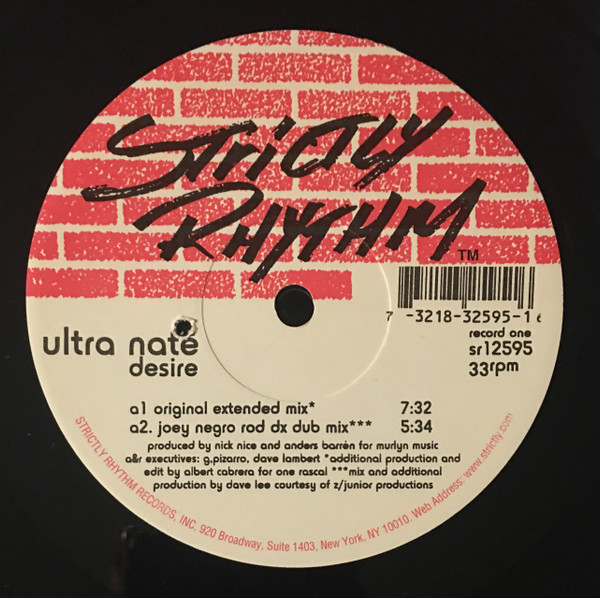 Strictly
Rhythm™
7 -3218-32595-1 6
record one
ultra naté sr12595
desire 33rpm
a1 original extended mix* 7:32
a2. joey negro rod dx dub mix*** 5:34
produced by nick nice and anders barrén for murlyn music
a&r executives: g.pizarro, dave lambert *additional production and
edit by albert cabrera for one rascal ***mix and additional
production by dave lee courtesy of z/junior productions
STRICTLY RHYTHM RECORDS, INC. 920 Broadway, Suite 1403, New York, NY 10010. Web Address: www.strictly.com